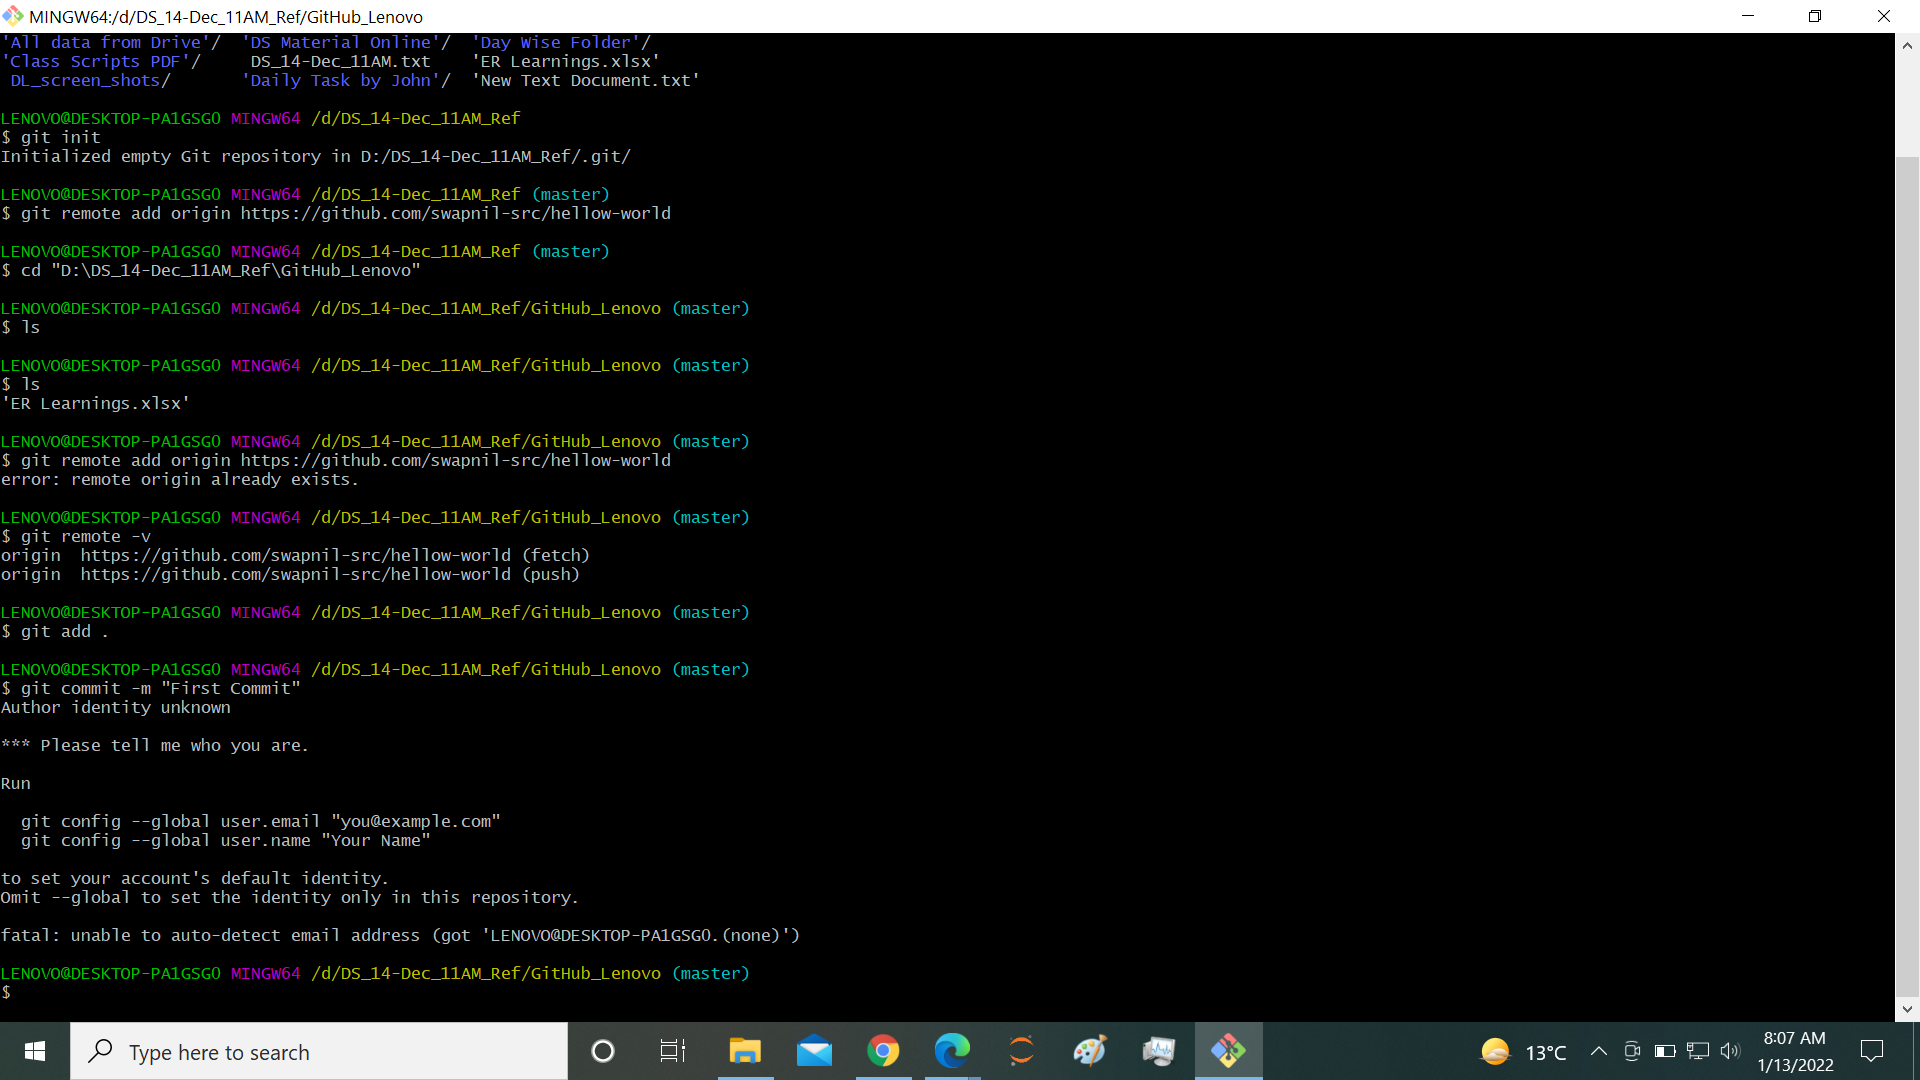 MINGW64:/d/DS_14-Dec_11AM_Ref/GitHub_Lenovo
'All data from Drive'/  'DS Material Online'/  'Day Wise Folder'/
'Class Scripts PDF'/     DS_14-Dec_11AM.txt    'ER Learnings.xlsx'
DL_screen_shots/       'Daily Task by John'/  'New Text Document.txt'
LENOVO@DESKTOP-PA1GSGO MINGW64 /d/DS_14-Dec_11AM_Ref
$ git init
Initialized empty Git repository in D:/DS_14-Dec_11AM_Ref/.git/
LENOVO@DESKTOP-PA1GSGO MINGW64 /d/DS_14-Dec_11AM_Ref (master)
$ git remote add origin https://github.com/swapnil-src/hellow-world
LENOVO@DESKTOP-PA1GSGO MINGW64 /d/DS_14-Dec_11AM_Ref (master)
$ cd "D:\DS_14-Dec_11AM_Ref\GitHub_Lenovo"
LENOVO@DESKTOP-PA1GSGO MINGW64 /d/DS_14-Dec_11AM_Ref/GitHub_Lenovo (master)
$ ls
LENOVO@DESKTOP-PA1GSGO MINGW64 /d/DS_14-Dec_11AM_Ref/GitHub_Lenovo (master)
$ ls
'ER Learnings.xlsx'
LENOVO@DESKTOP-PA1GSGO MINGW64 /d/DS_14-Dec_11AM_Ref/GitHub_Lenovo (master)
$ git remote add origin https://github.com/swapnil-src/hellow-world
error: remote origin already exists.
LENOVO@DESKTOP-PA1GSGO MINGW64 /d/DS_14-Dec_11AM_Ref/GitHub_Lenovo (master)
$ git remote -v
origin  https://github.com/swapnil-src/hellow-world (fetch)
origin  https://github.com/swapnil-src/hellow-world (push)
LENOVO@DESKTOP-PA1GSGO MINGW64 /d/DS_14-Dec_11AM_Ref/GitHub_Lenovo (master)
$ git add .
LENOVO@DESKTOP-PA1GSGO MINGW64 /d/DS_14-Dec_11AM_Ref/GitHub_Lenovo (master)
$ git commit -m "First Commit"
Author identity unknown
*** Please tell me who you are.
Run
git config --global user.email "you@example.com"
git config --global user.name "Your Name"
to set your account's default identity.
Omit --global to set the identity only in this repository.
fatal: unable to auto-detect email address (got 'LENOVO@DESKTOP-PA1GSGO.(none)')
LENOVO@DESKTOP-PA1GSGO MINGW64 /d/DS_14-Dec_11AM_Ref/GitHub_Lenovo (master)
$
Type here to search
13°C
8:07 AM
1/13/2022